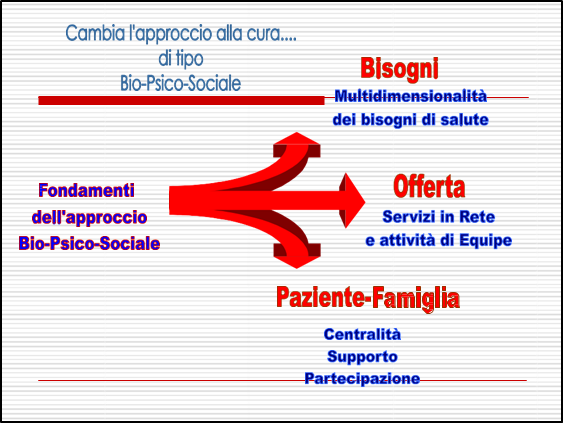 Cambia l'approccio alla cura....
di tipo
Bio-Psico-Sociale
Bisogni
Multidimensionalità
dei bisogni di salute
Fondamenti
dell'approccio
Bio-Psico-Sociale
Offerta
Servizi in Rete
e attività di Equipe
Paziente-Famiglia
Centralità
Supporto
Partecipazione